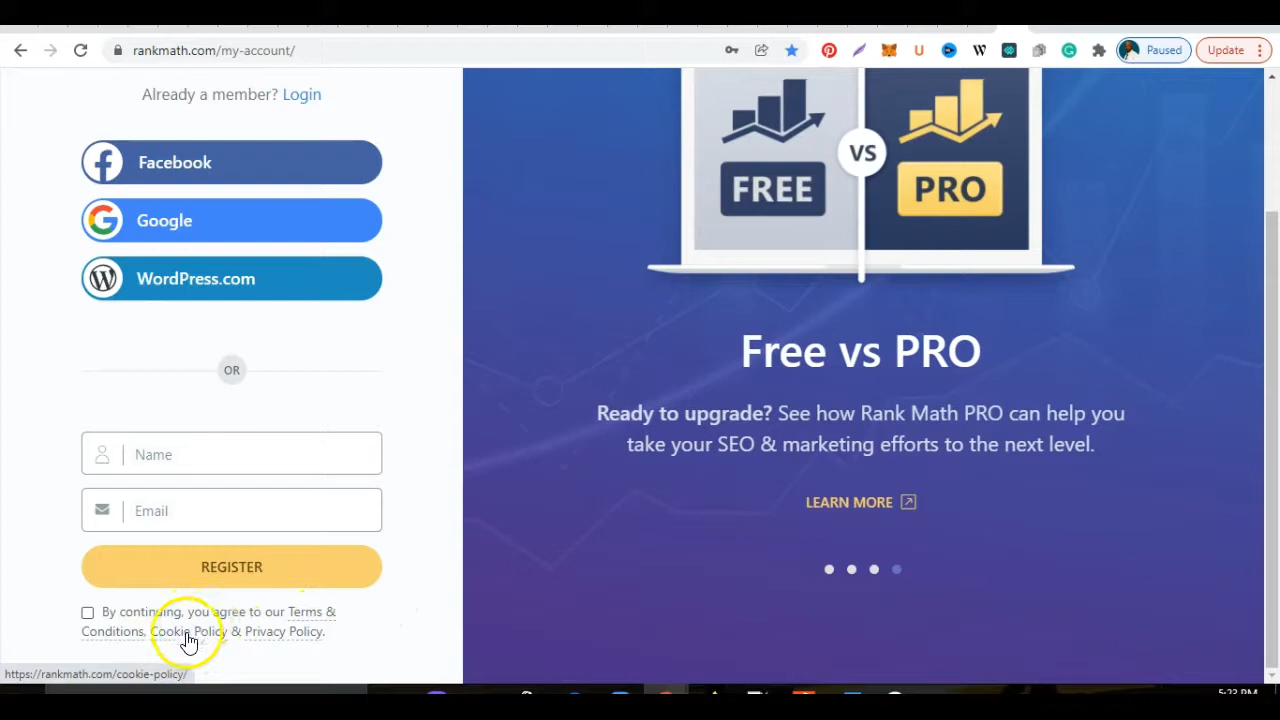 rankmath.com/my-account/
Paused
Update
Already a member? Login
Facebook
Google
WordPress.com
OR
Name
Email
REGISTER
By continuing, you agree to our Terms &
Conditions, Cookie Policy & Privacy Policy.
https://rankmath.com/cookie-policy/
FREE
VS
PRO
Free vs PRO
Ready to upgrade? See how Rank Math PRO can help you
take your SEO & marketing efforts to the next level.
LEARN MORE
5:23 PM